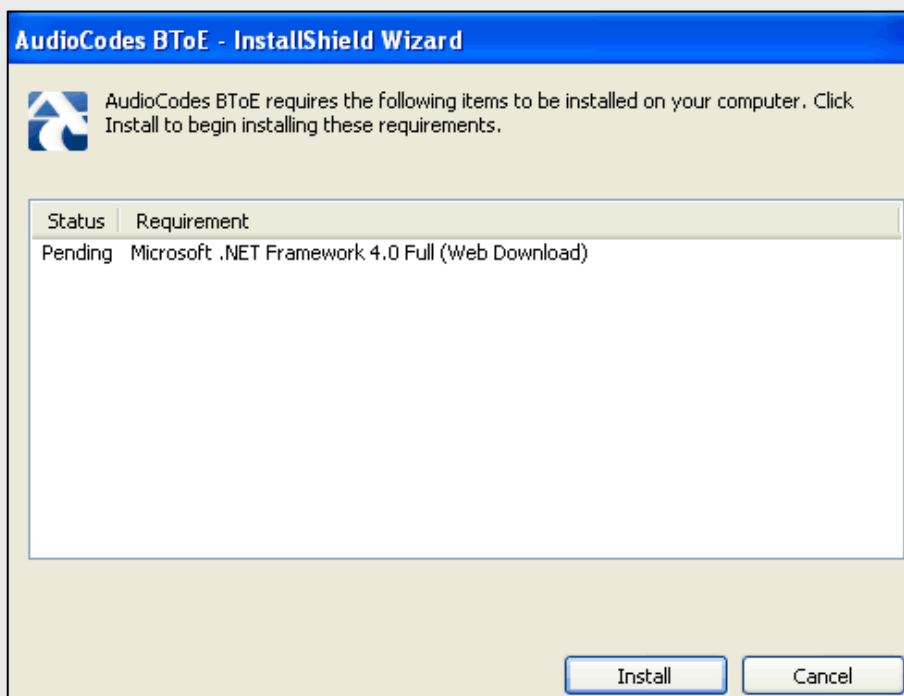 AudioCodes BToE - InstallShield Wizard
AudioCodes BToE requires the following items to be installed on your computer. Click
Install to begin installing these requirements.
Status Requirement
Pending Microsoft .NET Framework 4.0 Full (Web Download)
Install Cancel